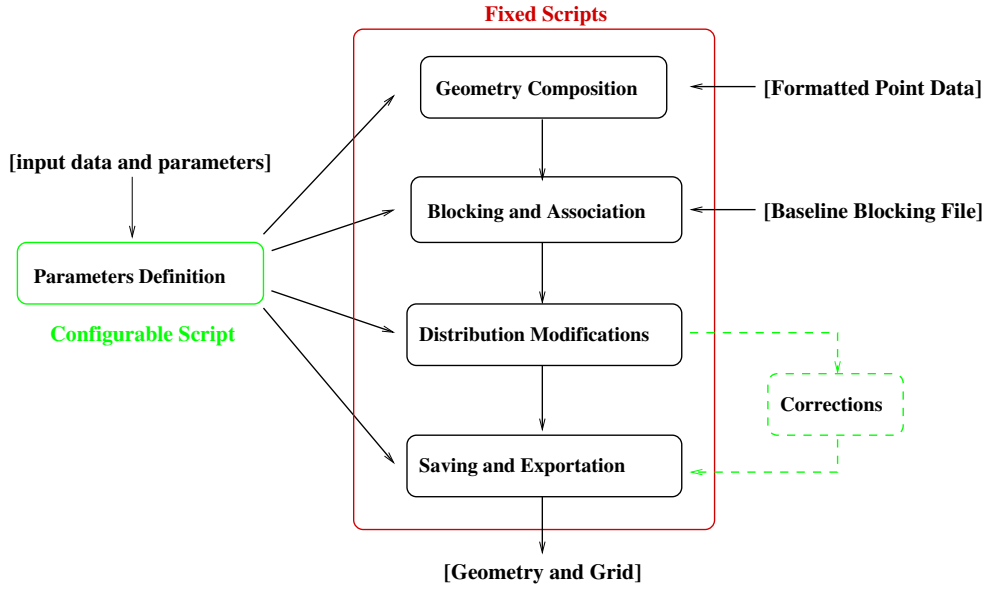 Fixed Scripts
Geometry Composition
[Formatted Point Data]
[input data and parameters]
Blocking and Association
[Baseline Blocking File]
Parameters Definition
Configurable Script
Distribution Modifications
Corrections
Saving and Exportation
[Geometry and Grid]